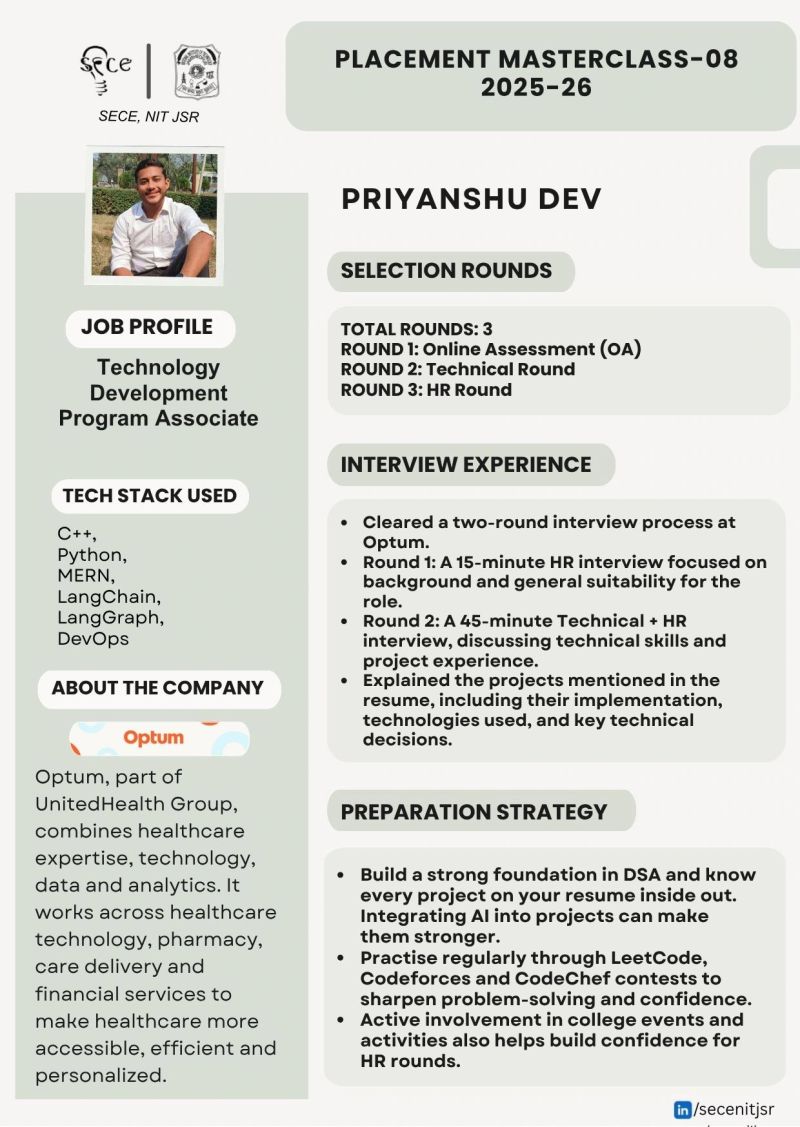 sece
SECE, NIT JSR
PLACEMENT MASTERCLASS-08
2025-26
PRIYANSHU DEV
JOB PROFILE
Technology
Development
Program Associate
TECH STACK USED
C++,
Python,
MERN,
LangChain,
LangGraph,
DevOps
ABOUT THE COMPANY
Optum
Optum, part of
UnitedHealth Group,
combines healthcare
expertise, technology,
data and analytics. It
works across healthcare
technology, pharmacy,
care delivery and
financial services to
make healthcare more
accessible, efficient and
personalized.
SELECTION ROUNDS
TOTAL ROUNDS: 3
ROUND 1: Online Assessment (OA)
ROUND 2: Technical Round
ROUND 3: HR Round
INTERVIEW EXPERIENCE
• Cleared a two-round interview process at
Optum.
• Round 1: A 15-minute HR interview focused on
background and general suitability for the
role.
• Round 2: A 45-minute Technical + HR
interview, discussing technical skills and
project experience.
• Explained the projects mentioned in the
resume, including their implementation,
technologies used, and key technical
decisions.
PREPARATION STRATEGY
• Build a strong foundation in DSA and know
every project on your resume inside out.
Integrating AI into projects can make
them stronger.
• Practise regularly through LeetCode,
Codeforces and CodeChef contests to
sharpen problem-solving and confidence.
• Active involvement in college events and
activities also helps build confidence for
HR rounds.
in/secenitjsr